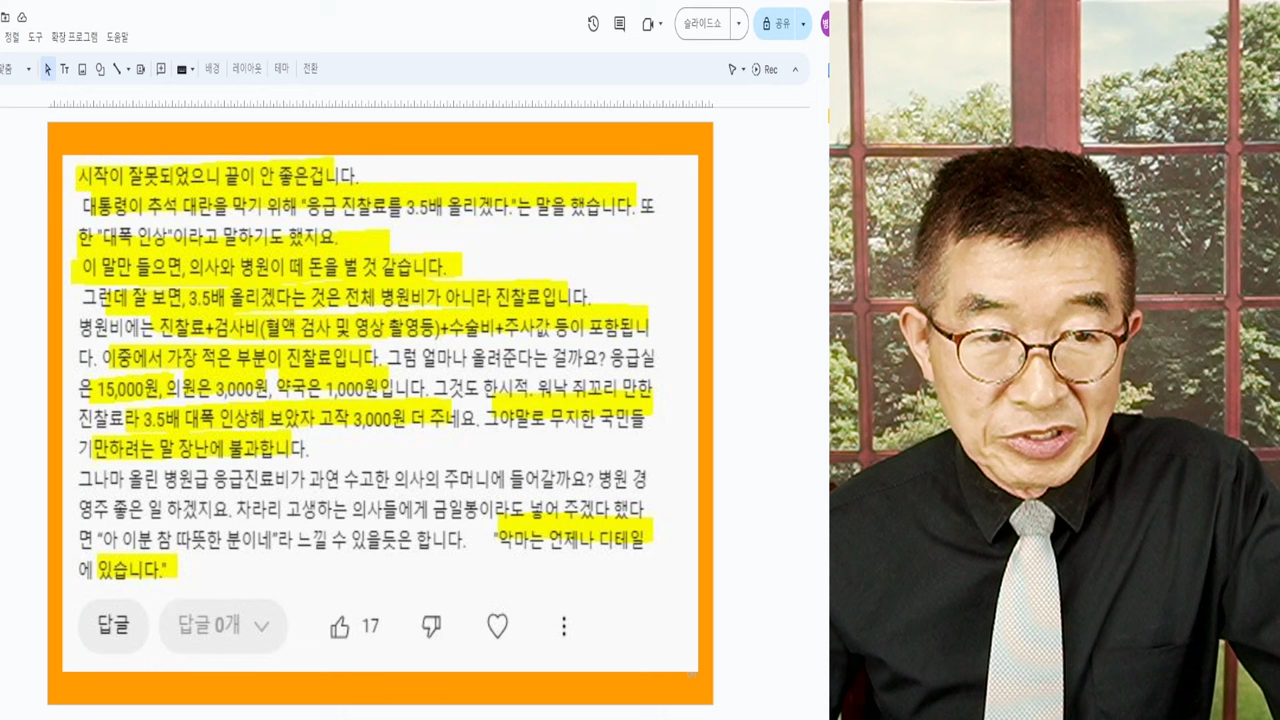 정렬 도구 확장 프로그램 도움말
슬라이드쇼
공유
배경 레이아웃 테마 전환
Rec
시작이 잘못되었으니 끝이 안 좋은겁니다.
대통령이 추석 대란을 막기 위해 "응급 진찰료를 3.5배 올리겠다."는 말을 했습니다. 또
한 "대폭 인상"이라고 말하기도 했지요.
이 말만 들으면, 의사와 병원이 떼 돈을 벌 것 같습니다.
그런데 잘 보면, 3.5배 올리겠다는 것은 전체 병원비가 아니라 진찰료입니다.
병원비에는 진찰료+검사비(혈액 검사 및 영상 촬영등)+수술비+주사값 등이 포함됩니
다. 이중에서 가장 적은 부분이 진찰료입니다. 그럼 얼마나 올려준다는 걸까요? 응급실
은 15,000원, 의원은 3,000원, 약국은 1,000원입니다. 그것도 한시적. 워낙 쥐꼬리 만한
진찰료라 3.5배 대폭 인상해 보았자 고작 3,000원 더 주네요. 그야말로 무지한 국민들
기만하려는 말 장난에 불과합니다.
그나마 올린 병원급 응급진료비가 과연 수고한 의사의 주머니에 들어갈까요? 병원 경
영주 좋은 일 하겠지요. 차라리 고생하는 의사들에게 금일봉이라도 넣어 주겠다 했다
면 "아 이분 참 따뜻한 분이네"라 느낄 수 있을듯은 합니다. "악마는 언제나 디테일
에 있습니다."
답글 답글 0개 17